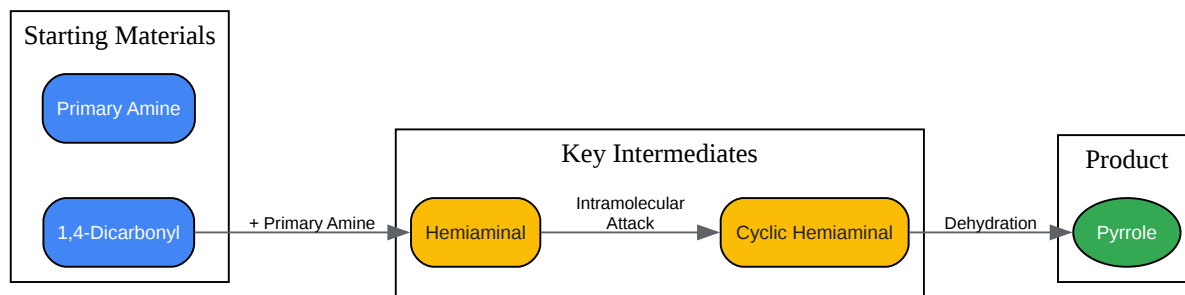 Starting Materials
Primary Amine
1,4-Dicarbonyl
+ Primary Amine
Key Intermediates
Hemiaminal
Intramolecular
Attack
Cyclic Hemiaminal
Dehydration
Product
Pyrrole